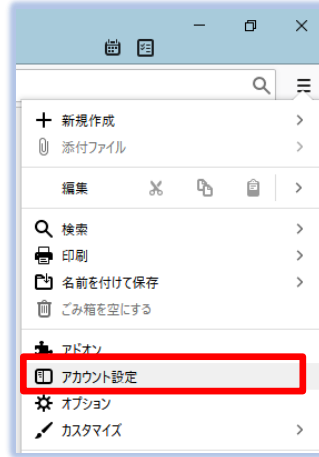 新規作成
添付ファイル
編集
検索
印刷
名前を付けて保存
ごみ箱を空にする
アドオン
アカウント設定
オプション
カスタマイズ